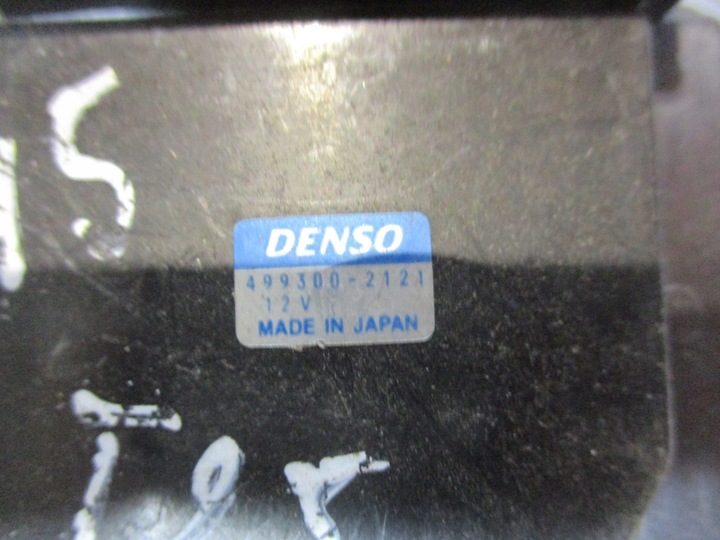 DENSO
499300-2121
12V
MADE IN JAPAN